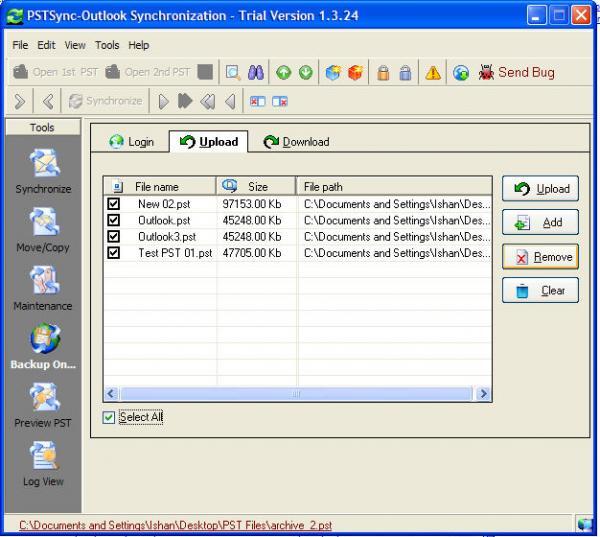 PSTSync-Outlook Synchronization - Trial Version 1.3.24
File Edit View Tools Help
Open 1st PST Open 2nd PST Send Bug
Synchronize
Tools
Login Upload Download
Synchronize
Move/Copy
Maintenance
Backup On...
Preview PST
Log View
File name Size File path
New 02.pst 97153.00 Kb C:\Documents and Settings\Ishan\Des...
Outlook.pst 45248.00 Kb C:\Documents and Settings\Ishan\Des...
Outlook3.pst 45248.00 Kb C:\Documents and Settings\Ishan\Des...
Test PST 01.pst 47705.00 Kb C:\Documents and Settings\Ishan\Des...
Upload
Add
Remove
Clear
Select All
C:\Documents and Settings\Ishan\Desktop\PST Files\archive_2.pst